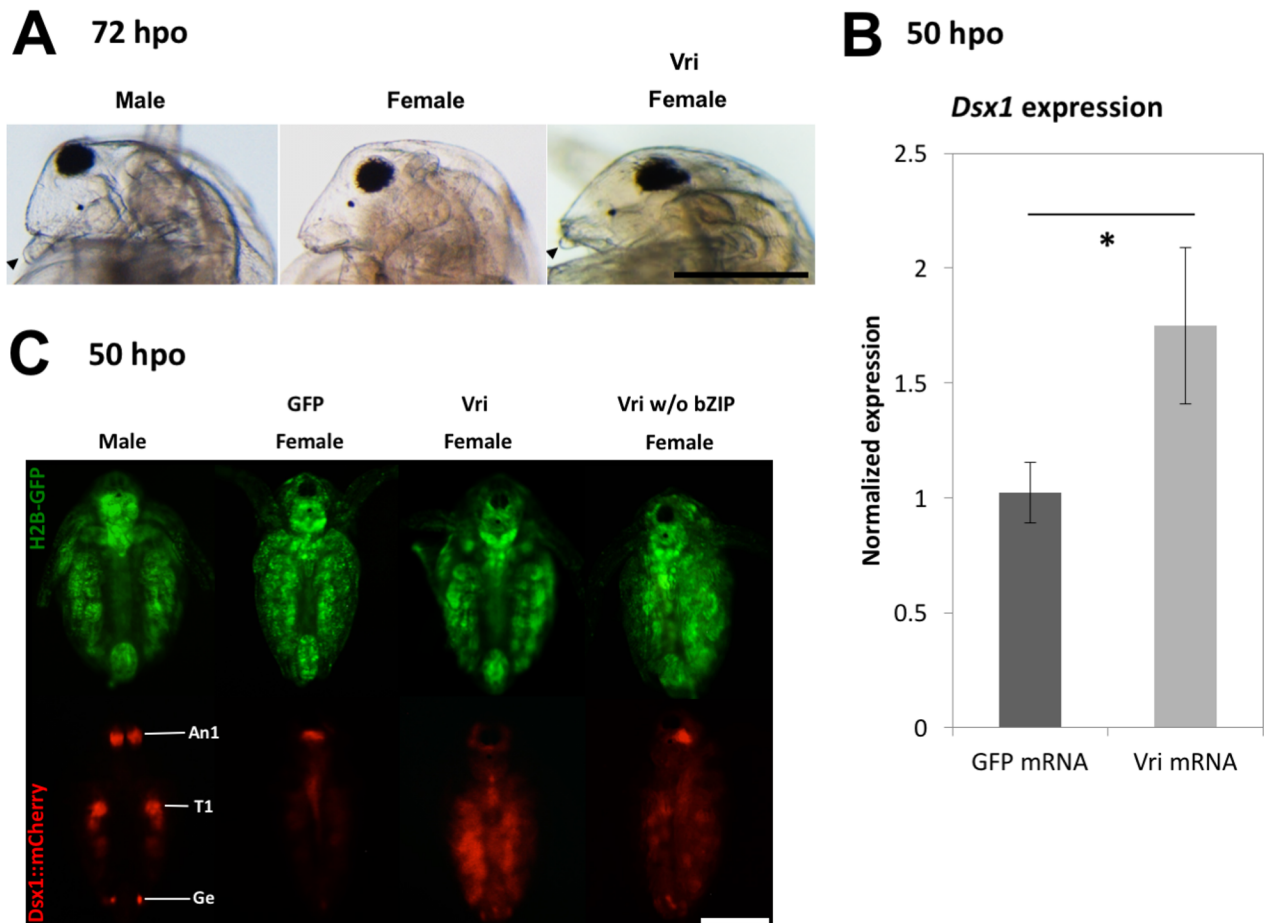 A 72 hpo
Male
Female
Vri
Female
B 50 hpo
Dsx1 expression
Normalized expression
2.5
2
1.5
1
0.5
0
*
GFP mRNA
Vri mRNA
C 50 hpo
Male
GFP
Female
Vri
Female
Vri w/o bZIP
Female
H2B-GFP
Dsx1::mCherry
An1
T1
Ge